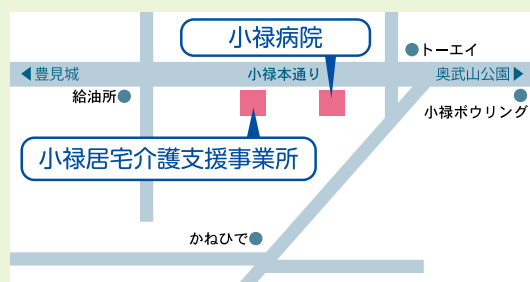 小禄病院
トーエイ
豊見城
小禄本通り
奥武山公園
給油所
小禄ボウリング
小禄居宅介護支援事業所
かねひで